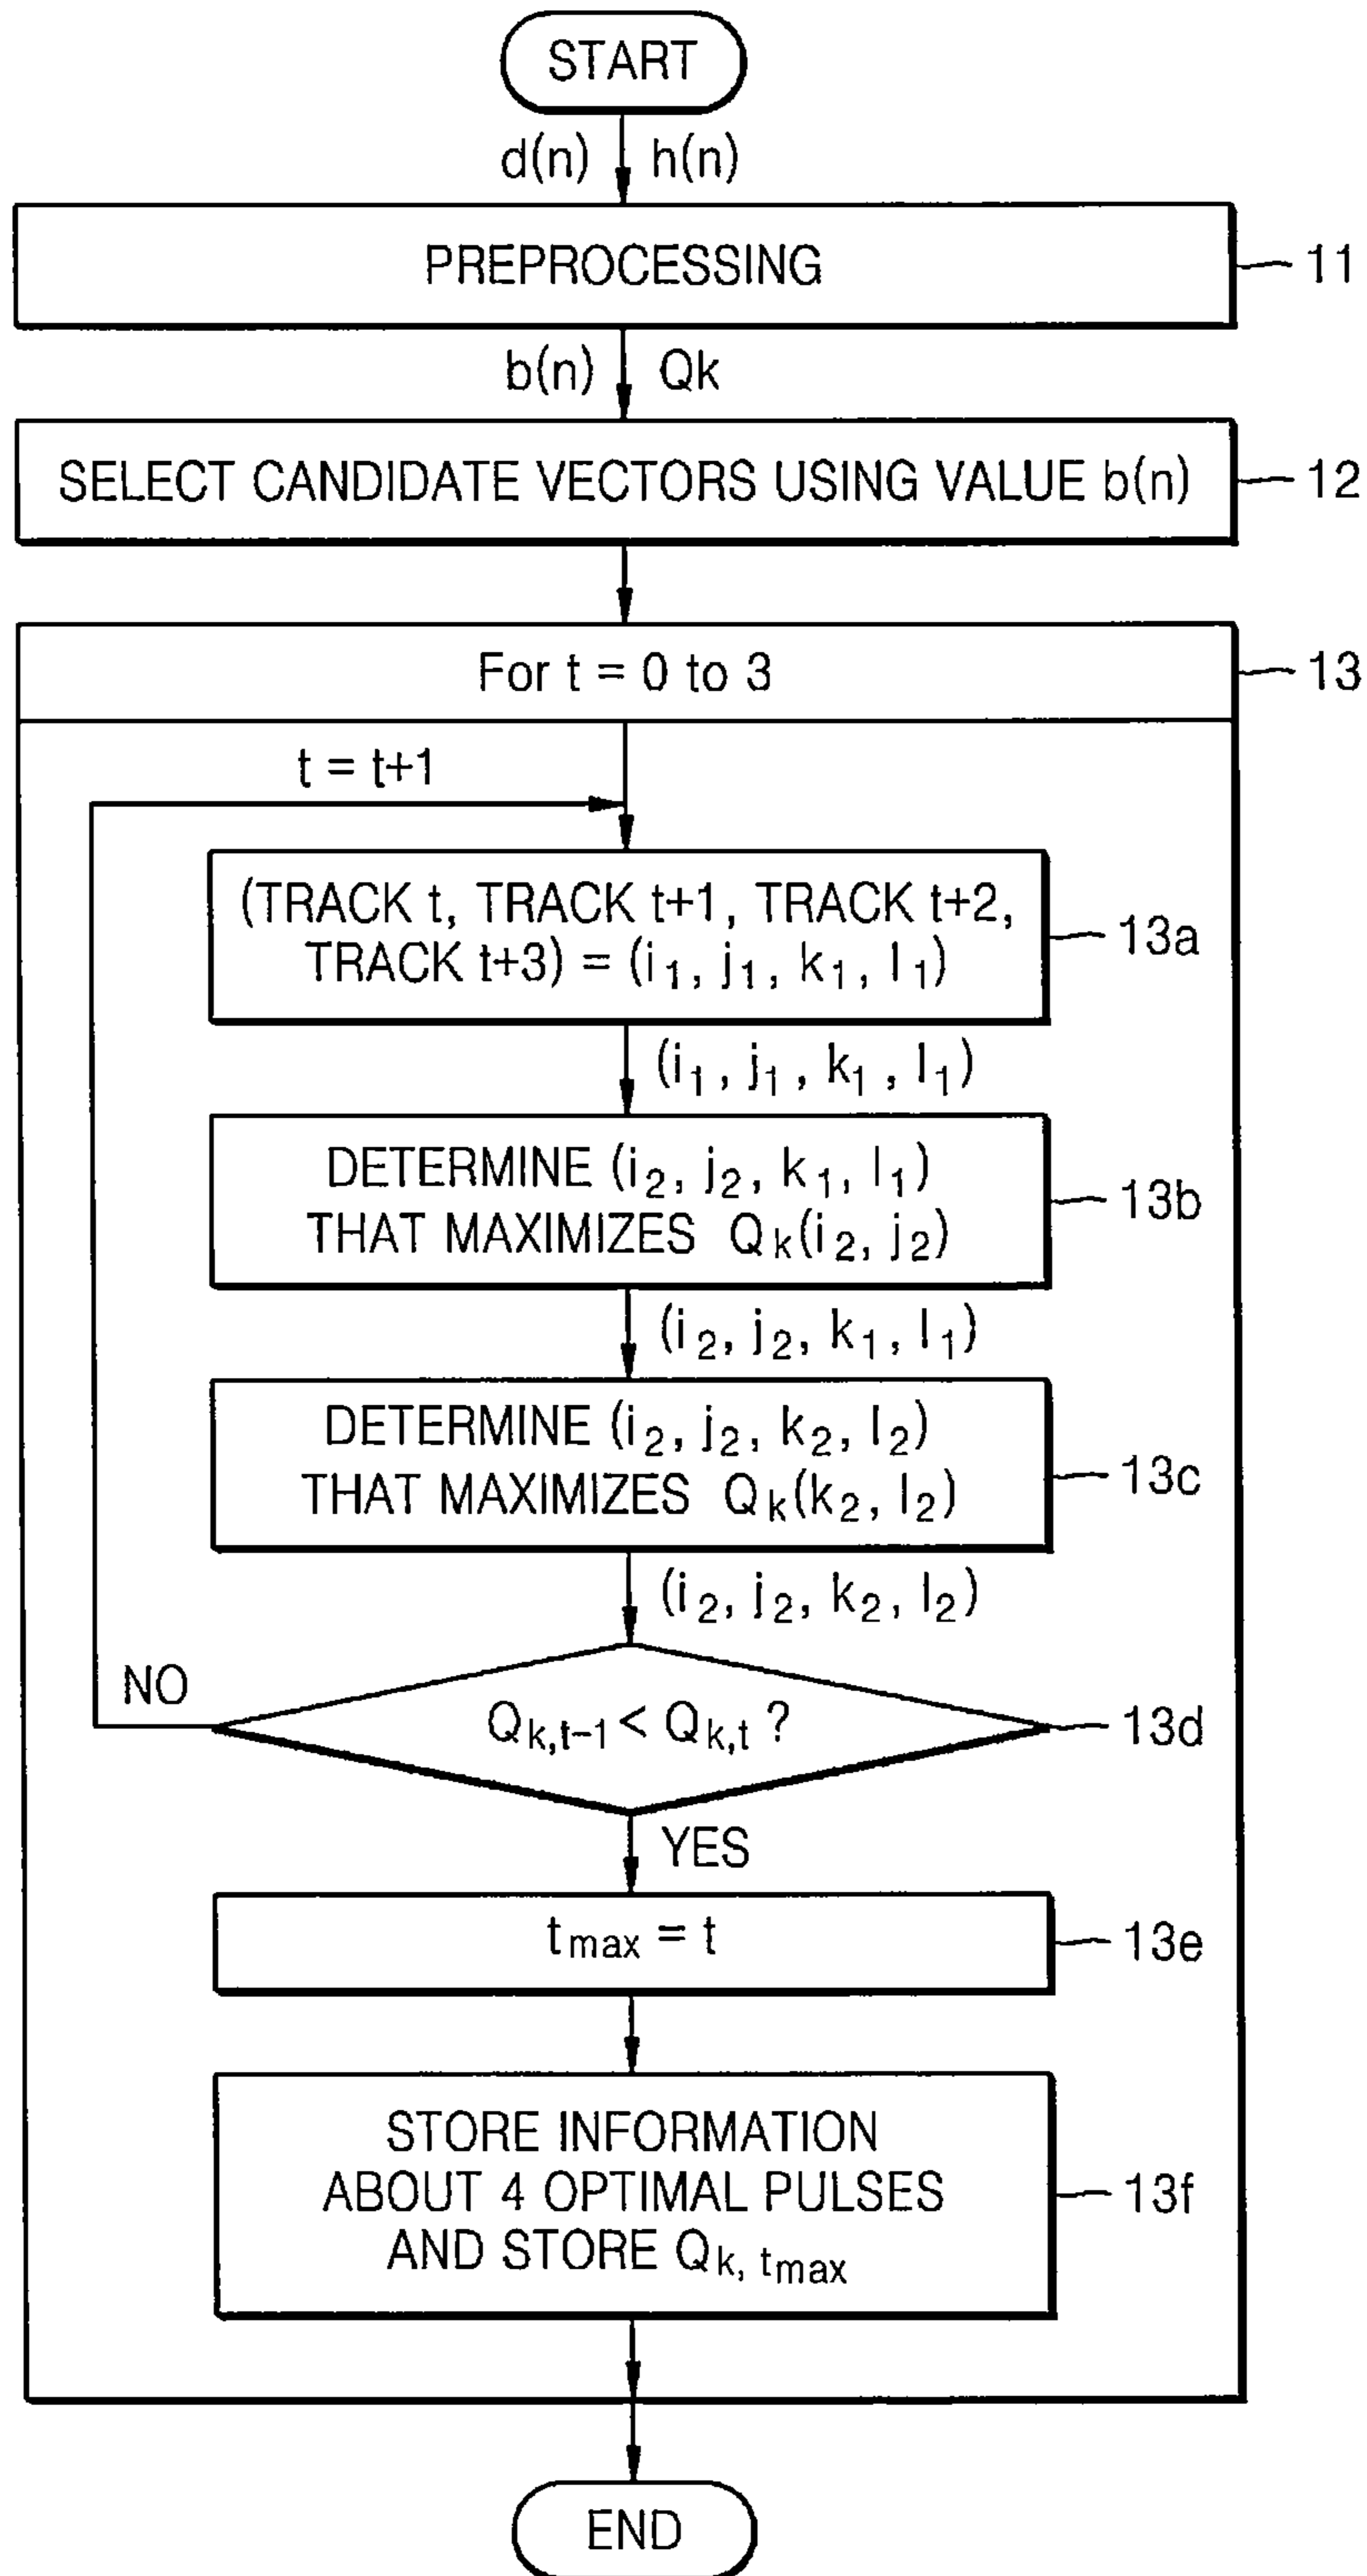 START
d(n) h(n)
PREPROCESSING
11
b(n) Qk
SELECT CANDIDATE VECTORS USING VALUE b(n)
12
For t = 0 to 3
13
t = t+1
(TRACK t, TRACK t+1, TRACK t+2,
TRACK t+3) = (i₁, j₁, k₁, l₁)
13a
(i₁, j₁, k₁, l₁)
DETERMINE (i₂, j₂, k₁, l₁)
THAT MAXIMIZES Qₖ(i₂, j₂)
13b
(i₂, j₂, k₁, l₁)
DETERMINE (i₂, j₂, k₂, l₂)
THAT MAXIMIZES Qₖ(k₂, l₂)
13c
(i₂, j₂, k₂, l₂)
NO
Qk,t−1 < Qk,t ?
13d
YES
tmax = t
13e
STORE INFORMATION
ABOUT 4 OPTIMAL PULSES
AND STORE Qk, tmax
13f
END